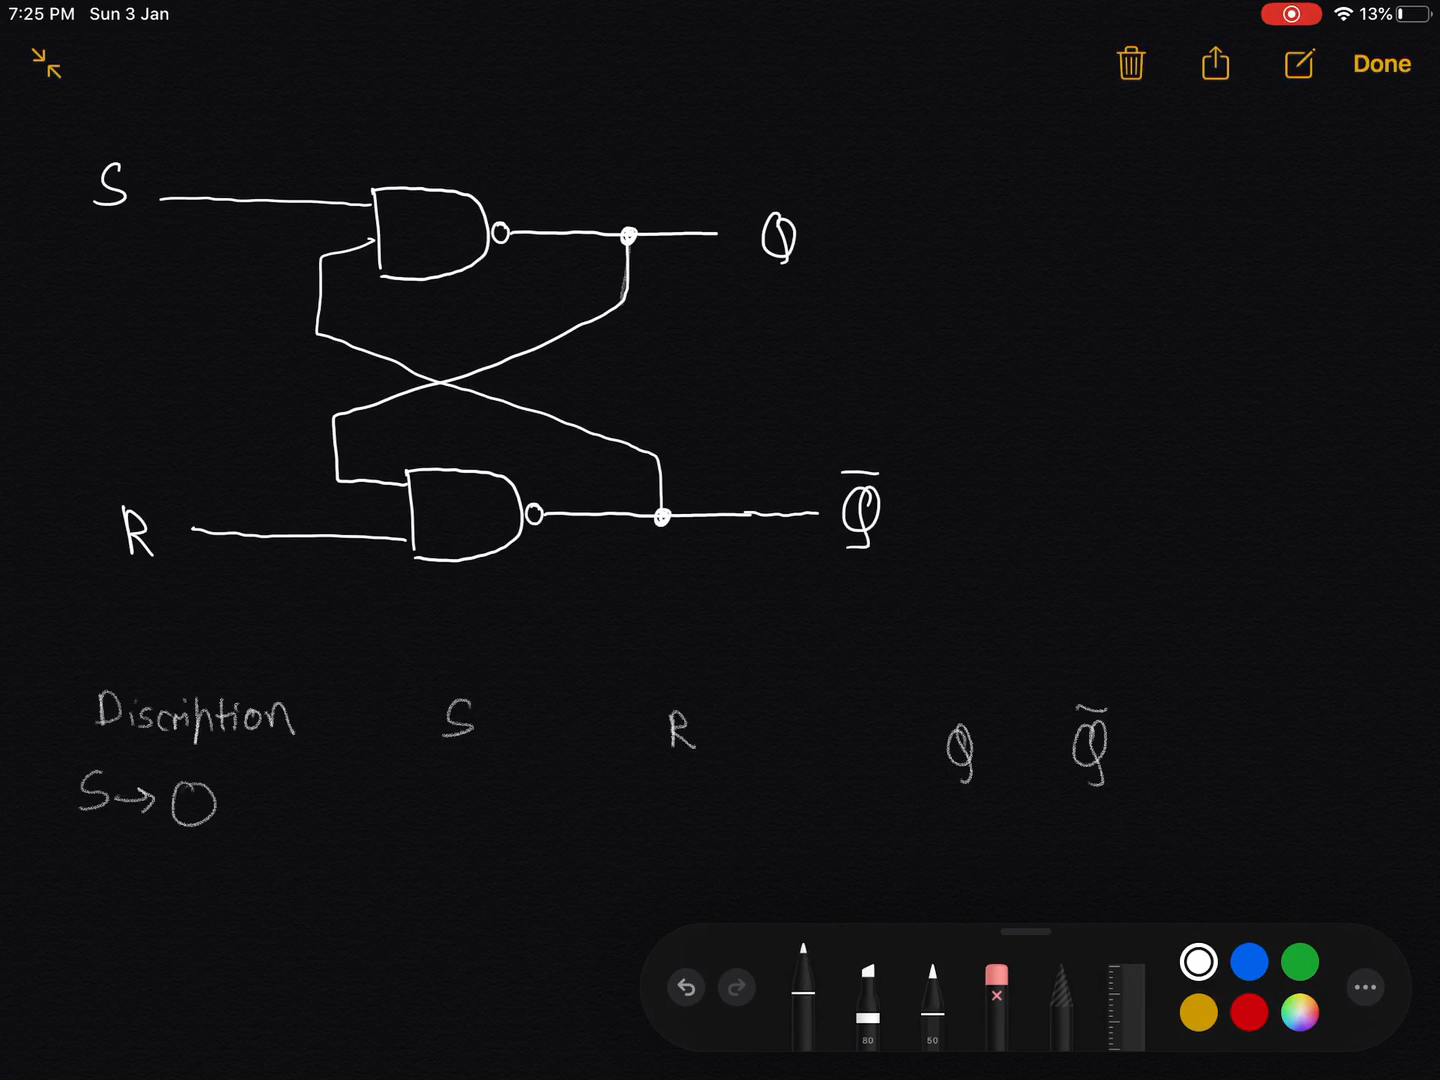 7:25 PM Sun 3 Jan 13%
Done
S
Q
R
Q̅
Discription S R Q Q̃
S→0
80 50